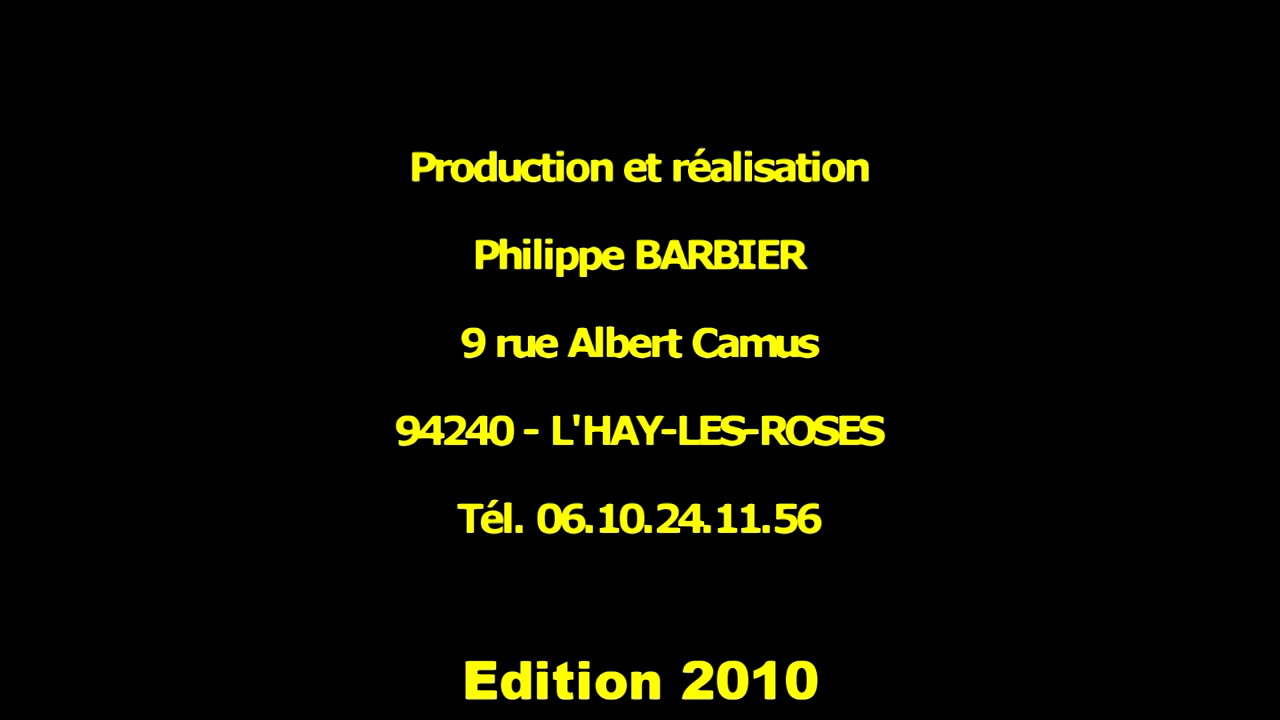 Production et réalisation
Philippe BARBIER
9 rue Albert Camus
94240 - L'HAY-LES-ROSES
Tél. 06.10.24.11.56
Edition 2010